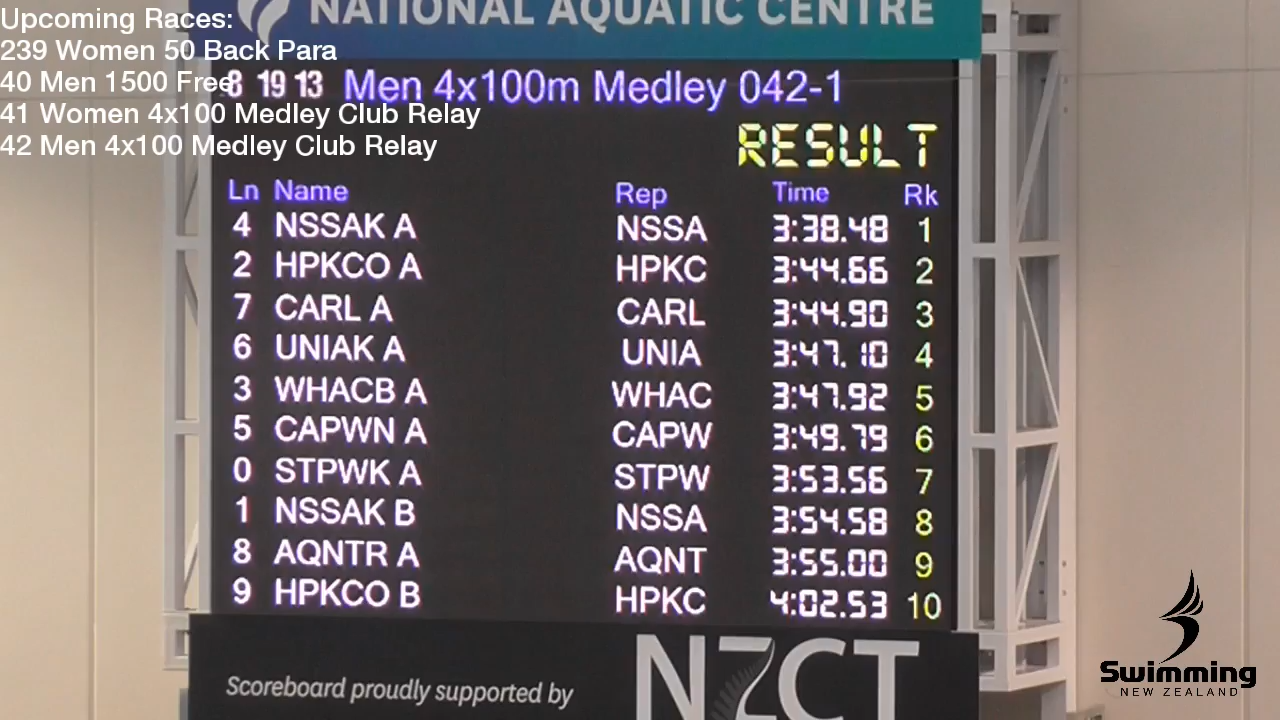 NATIONAL AQUATIC CENTRE
Upcoming Races:
239 Women 50 Back Para
40 Men 1500 Free
41 Women 4x100 Medley Club Relay
42 Men 4x100 Medley Club Relay
8 19 13 Men 4x100m Medley 042-1
RESULT
Ln Name Rep Time Rk
4 NSSAK A NSSA 3:38.48 1
2 HPKCO A HPKC 3:44.66 2
7 CARL A CARL 3:44.90 3
6 UNIAK A UNIA 3:47.10 4
3 WHACB A WHAC 3:47.92 5
5 CAPWN A CAPW 3:49.79 6
0 STPWK A STPW 3:53.56 7
1 NSSAK B NSSA 3:54.58 8
8 AQNTR A AQNT 3:55.00 9
9 HPKCO B HPKC 4:02.53 10
Scoreboard proudly supported by
NZCT
Swimming
NEW ZEALAND